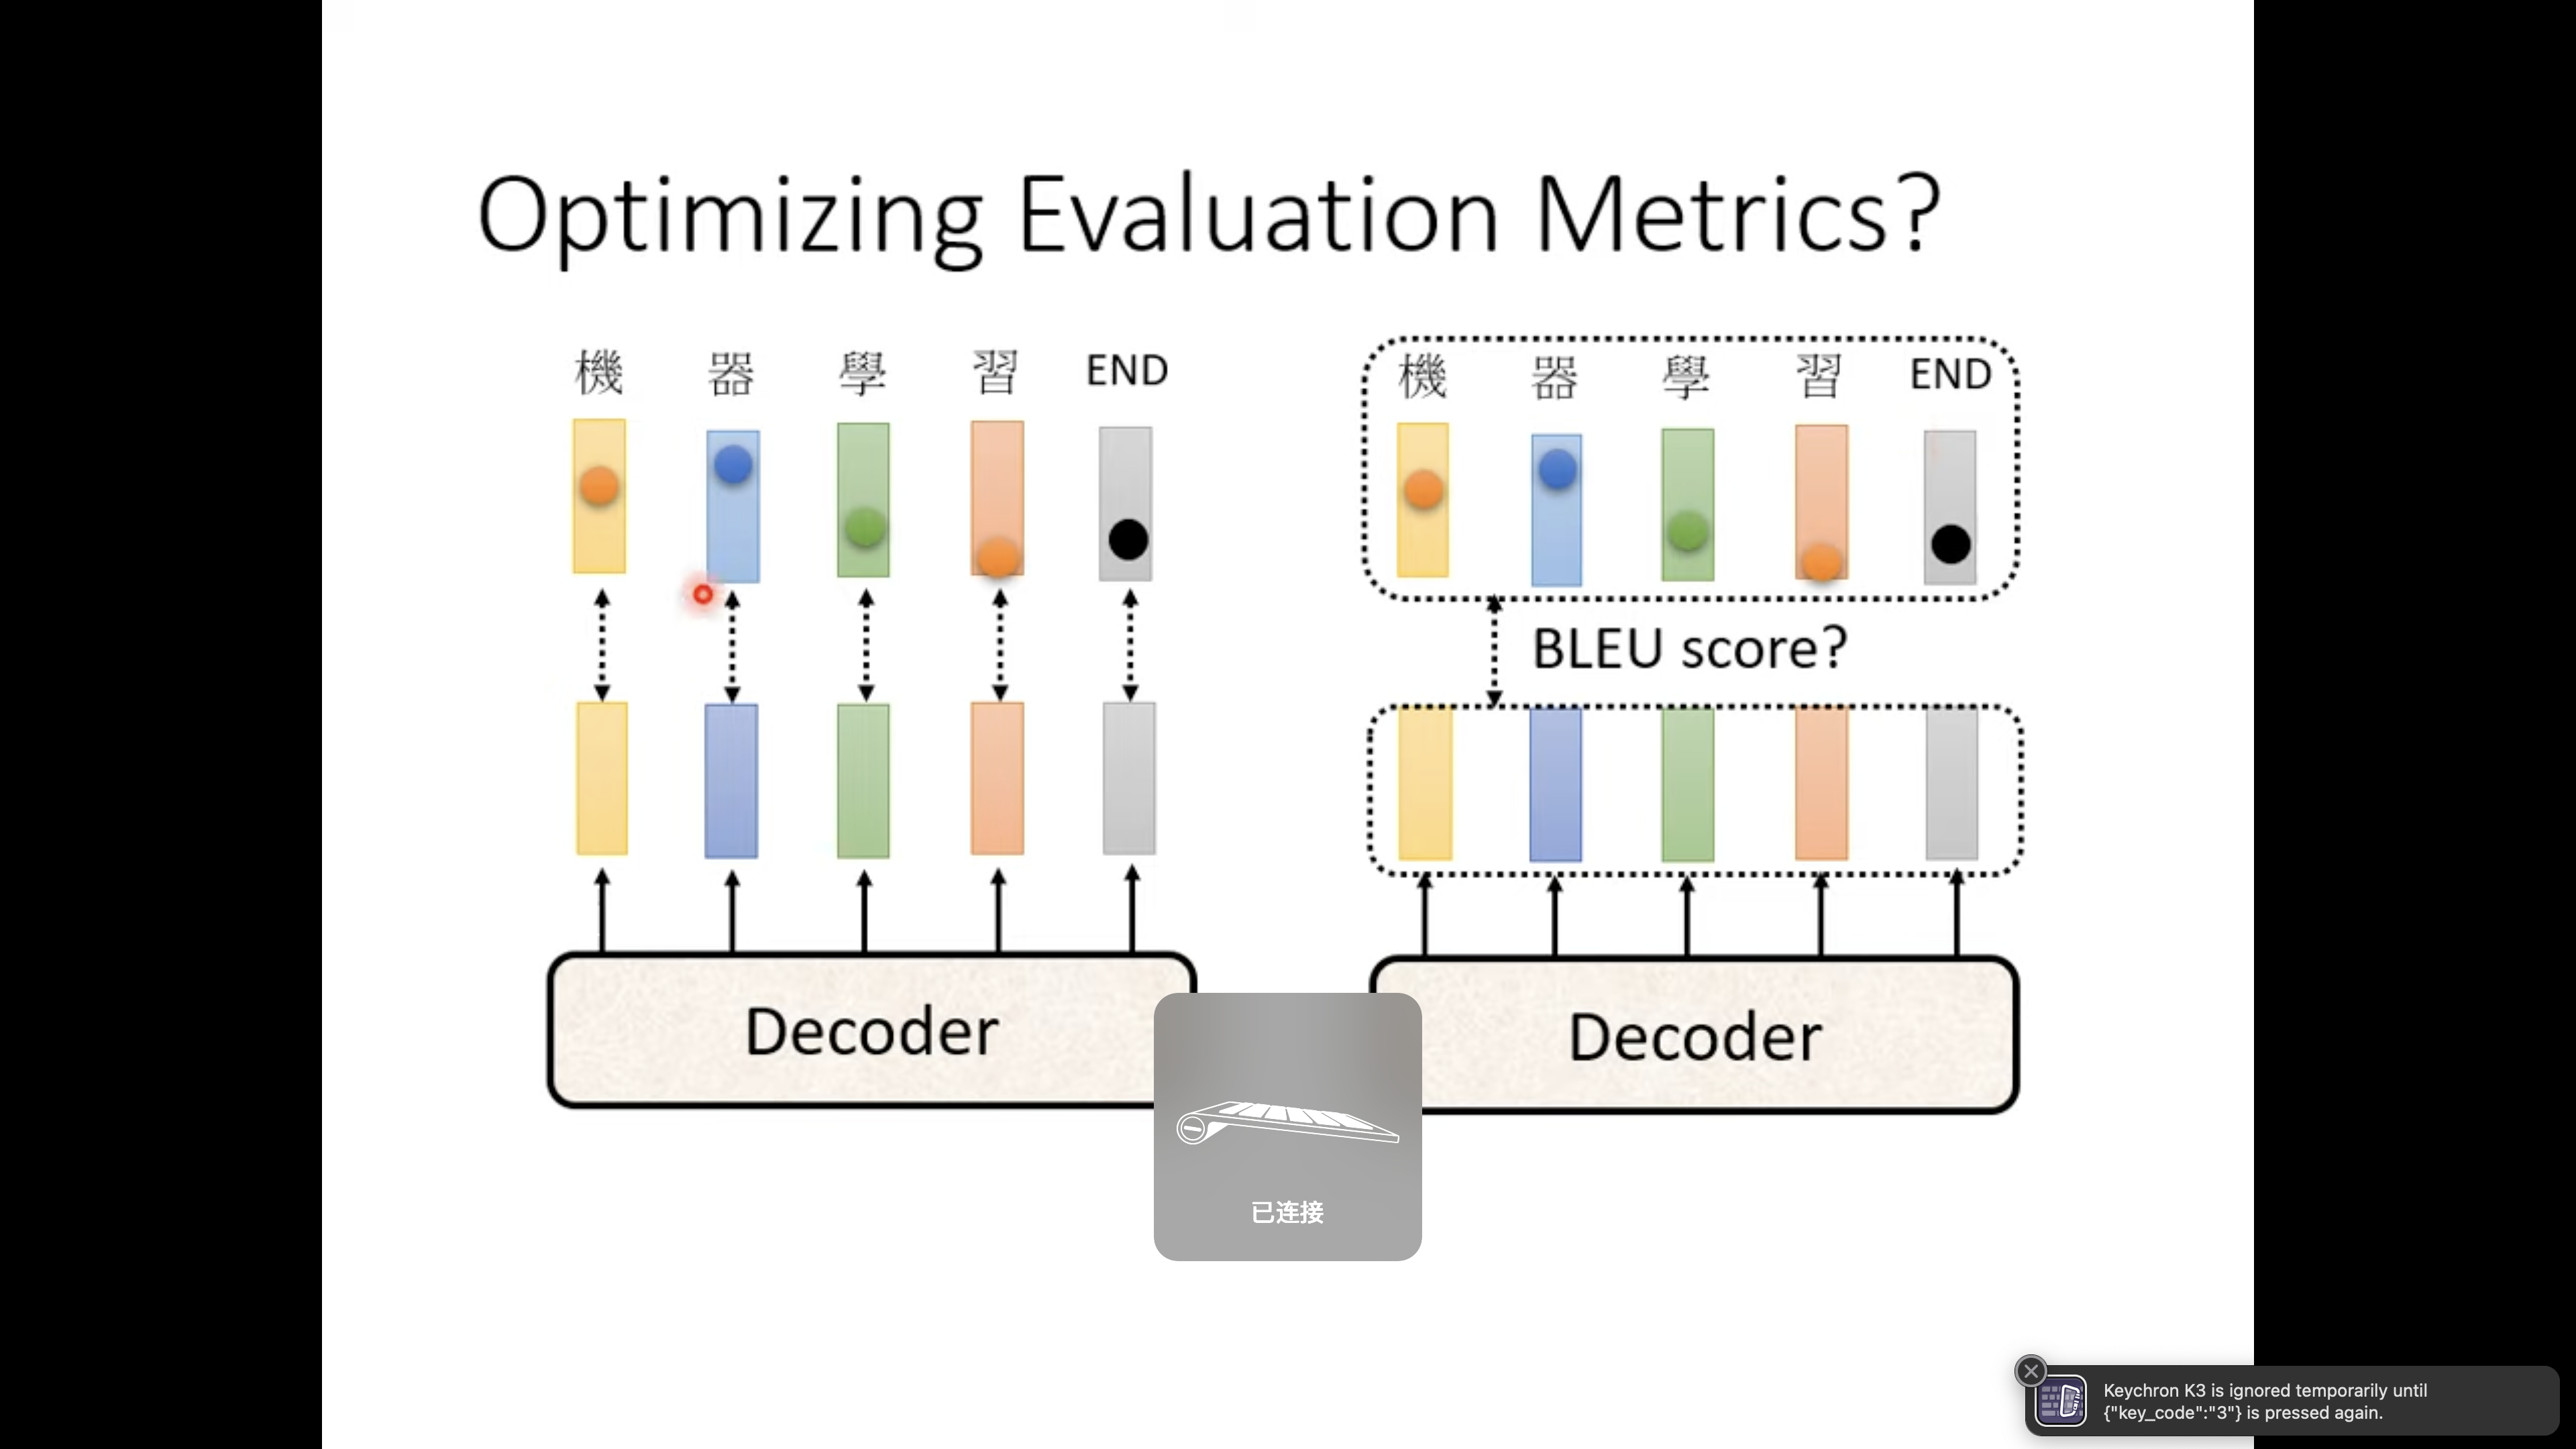 Optimizing Evaluation Metrics?
機 器 學 習 END
機 器 學 習 END
BLEU score?
Decoder
Decoder
已连接
Keychron K3 is ignored temporarily until
{"key_code":"3"} is pressed again.